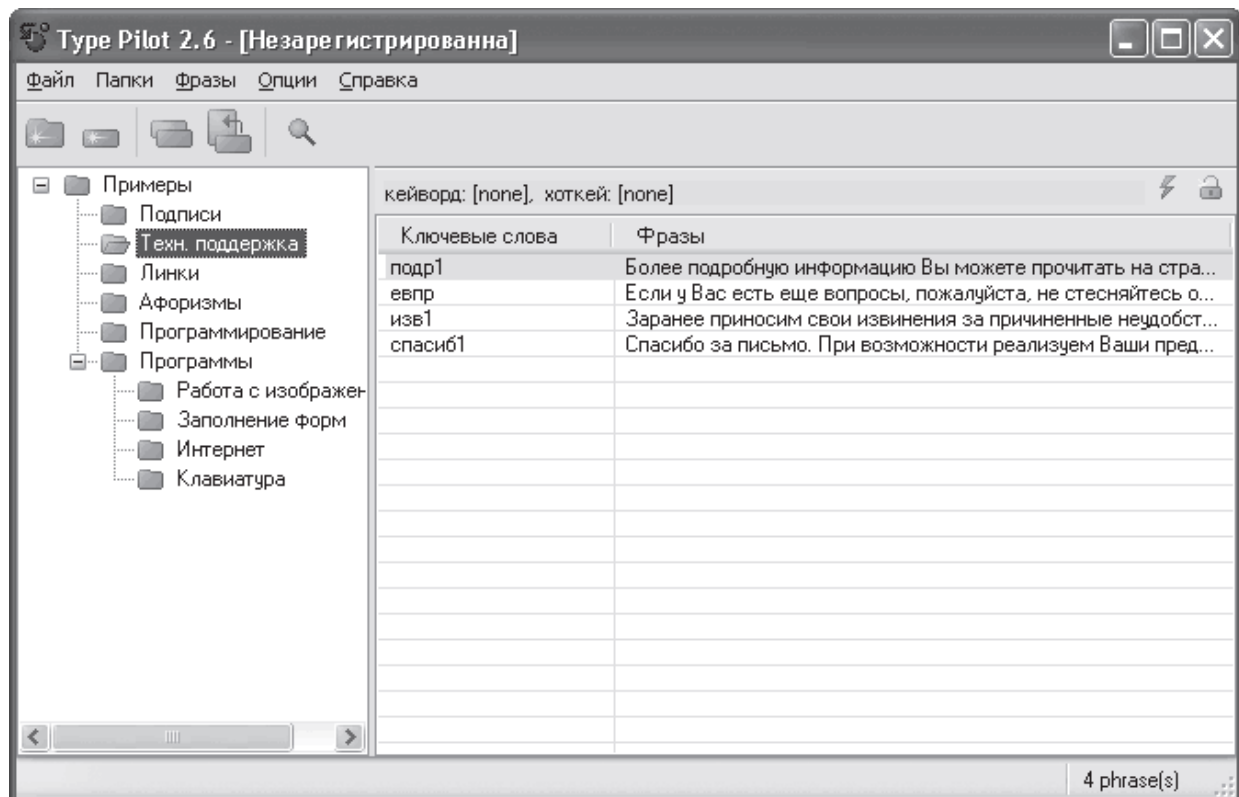 Type Pilot 2.6 - [Незарегистрированна]
Файл Папки Фразы Опции Справка
Примеры
Подписи
Техн. поддержка
Линки
Афоризмы
Программирование
Программы
Работа с изображен
Заполнение форм
Интернет
Клавиатура
кейворд: [none], хоткей: [none]
Ключевые слова Фразы
подр1 Более подробную информацию Вы можете прочитать на стра...
евпр Если у Вас есть еще вопросы, пожалуйста, не стесняйтесь о...
изв1 Заранее приносим свои извинения за причиненные неудобст...
спасиб1 Спасибо за письмо. При возможности реализуем Ваши пред...
4 phrase(s)